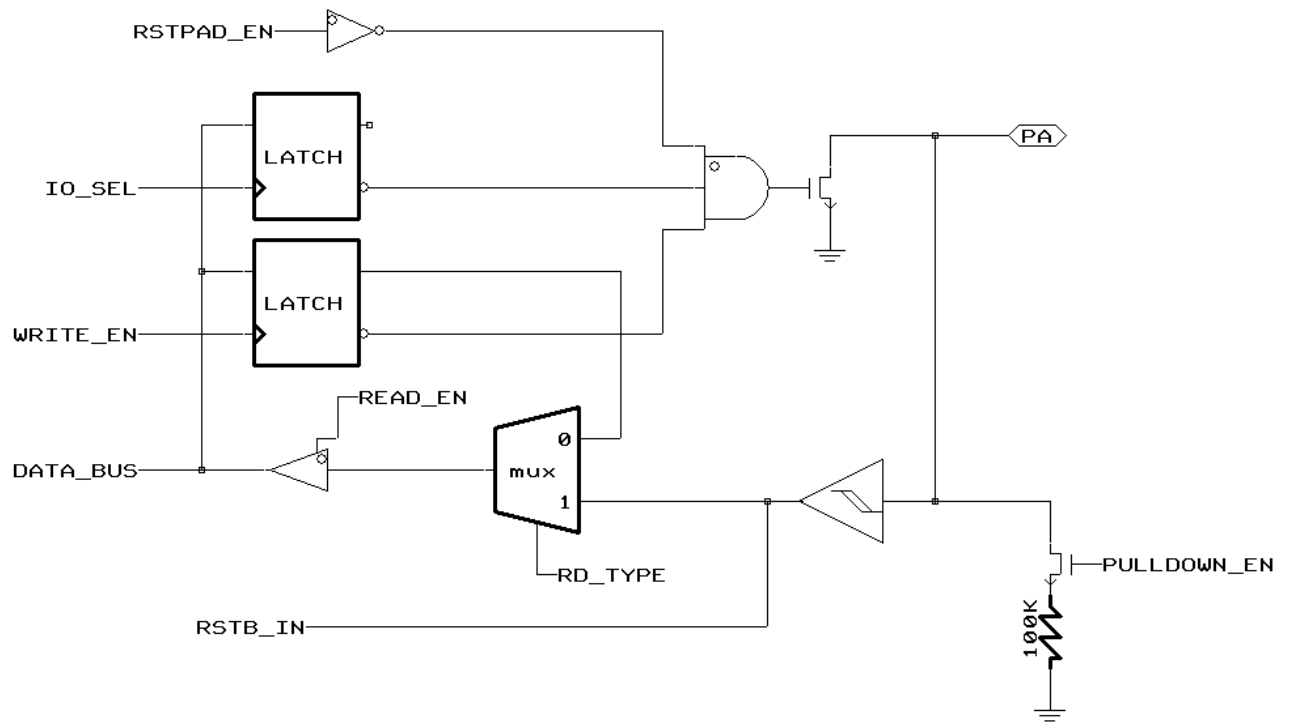 RSTPAD_EN
PA
LATCH
IO_SEL
LATCH
WRITE_EN
READ_EN
0
DATA_BUS
mux
1
RD_TYPE
PULLDOWN_EN
RSTB_IN
100K